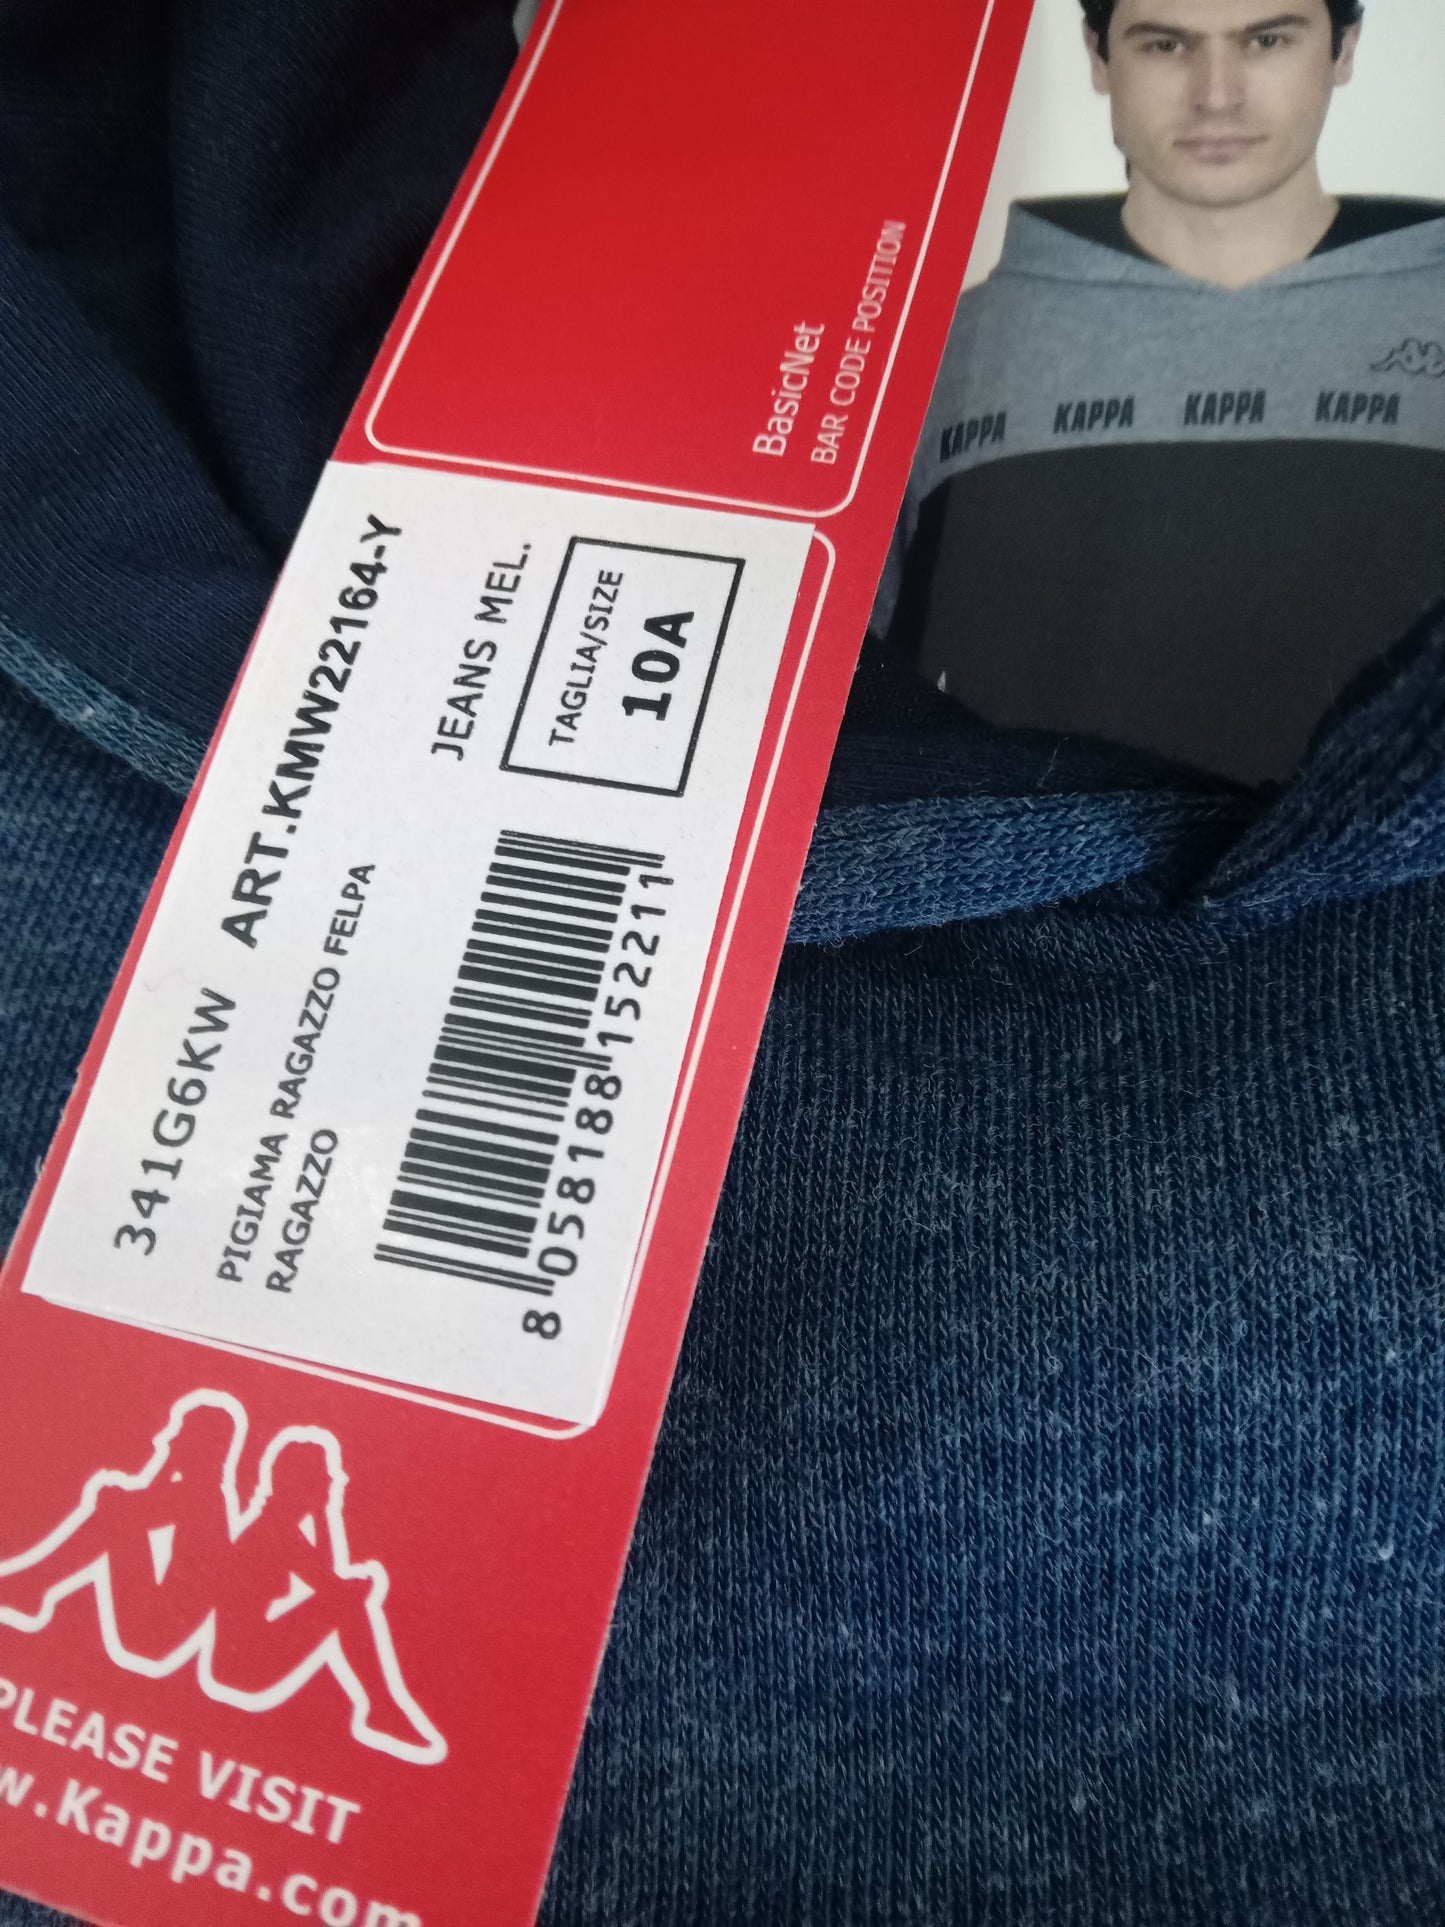 BasicNet
BAR CODE POSITION
KAPPA KAPPA KAPPA KAPPA
341G6KW ART.KMW22164-Y
PIGIAMA RAGAZZO FELPA
RAGAZZO
JEANS MEL.
TAGLIA/SIZE
10A
8 058188 152211
PLEASE VISIT
w.Kappa.com